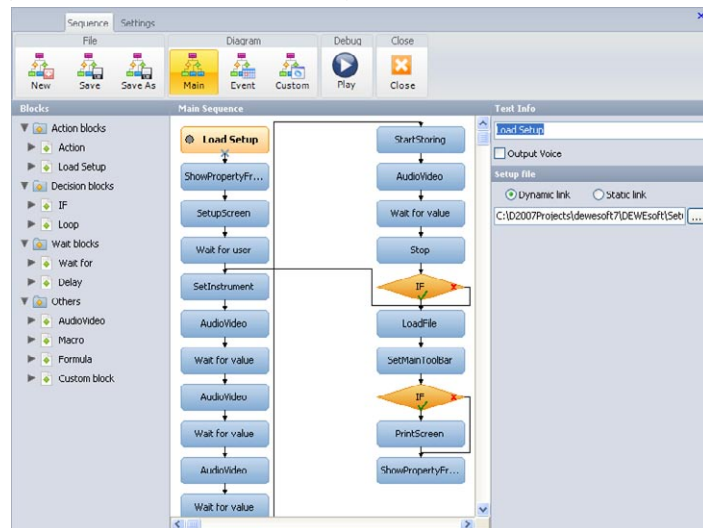 Sequence Settings
File Diagram Debug Close
New Save Save As Main Event Custom Play Close
Blocks
Action blocks
Action
Load Setup
Decision blocks
IF
Loop
Wait blocks
Wait for
Delay
Others
AudioVideo
Macro
Formula
Custom block
Main Sequence
Load Setup
ShowPropertyFr...
SetupScreen
Wait for user
SetInstrument
AudioVideo
Wait for value
AudioVideo
Wait for value
AudioVideo
Wait for value
StartStoring
AudioVideo
Wait for value
Stop
IF
LoadFile
SetMainToolBar
IF
PrintScreen
ShowPropertyFr...
Text Info
Load Setup
Output Voice
Setup file
Dynamic link Static link
C:\D2007Projects\dewesoft7\DEWEsoft\Setu ...